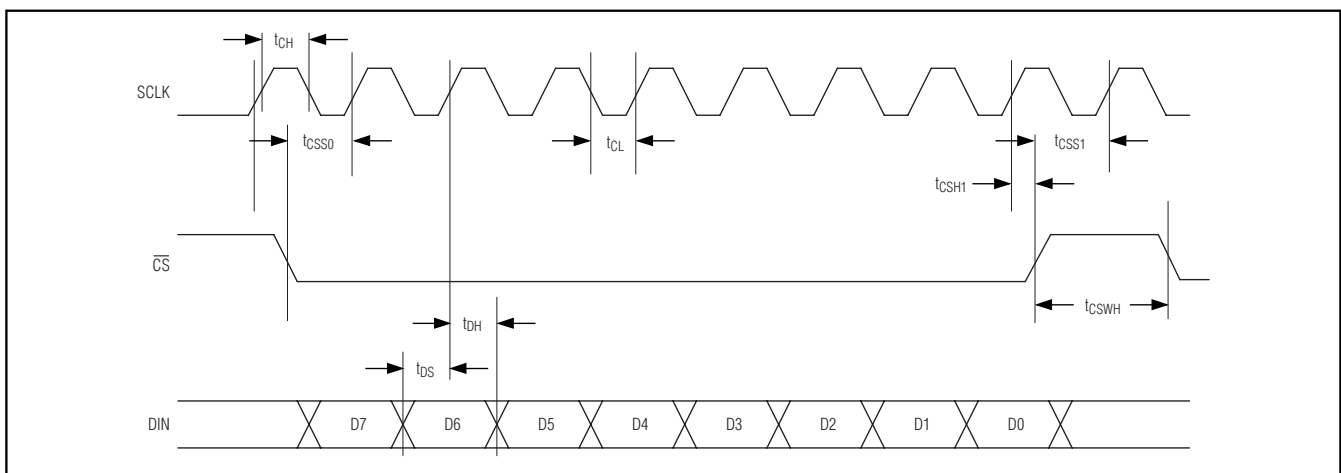 tCH
SCLK
tCSS0
tCL
tCSS1
tCSH1
CS
tCSWH
tDH
tDS
DIN D7 D6 D5 D4 D3 D2 D1 D0